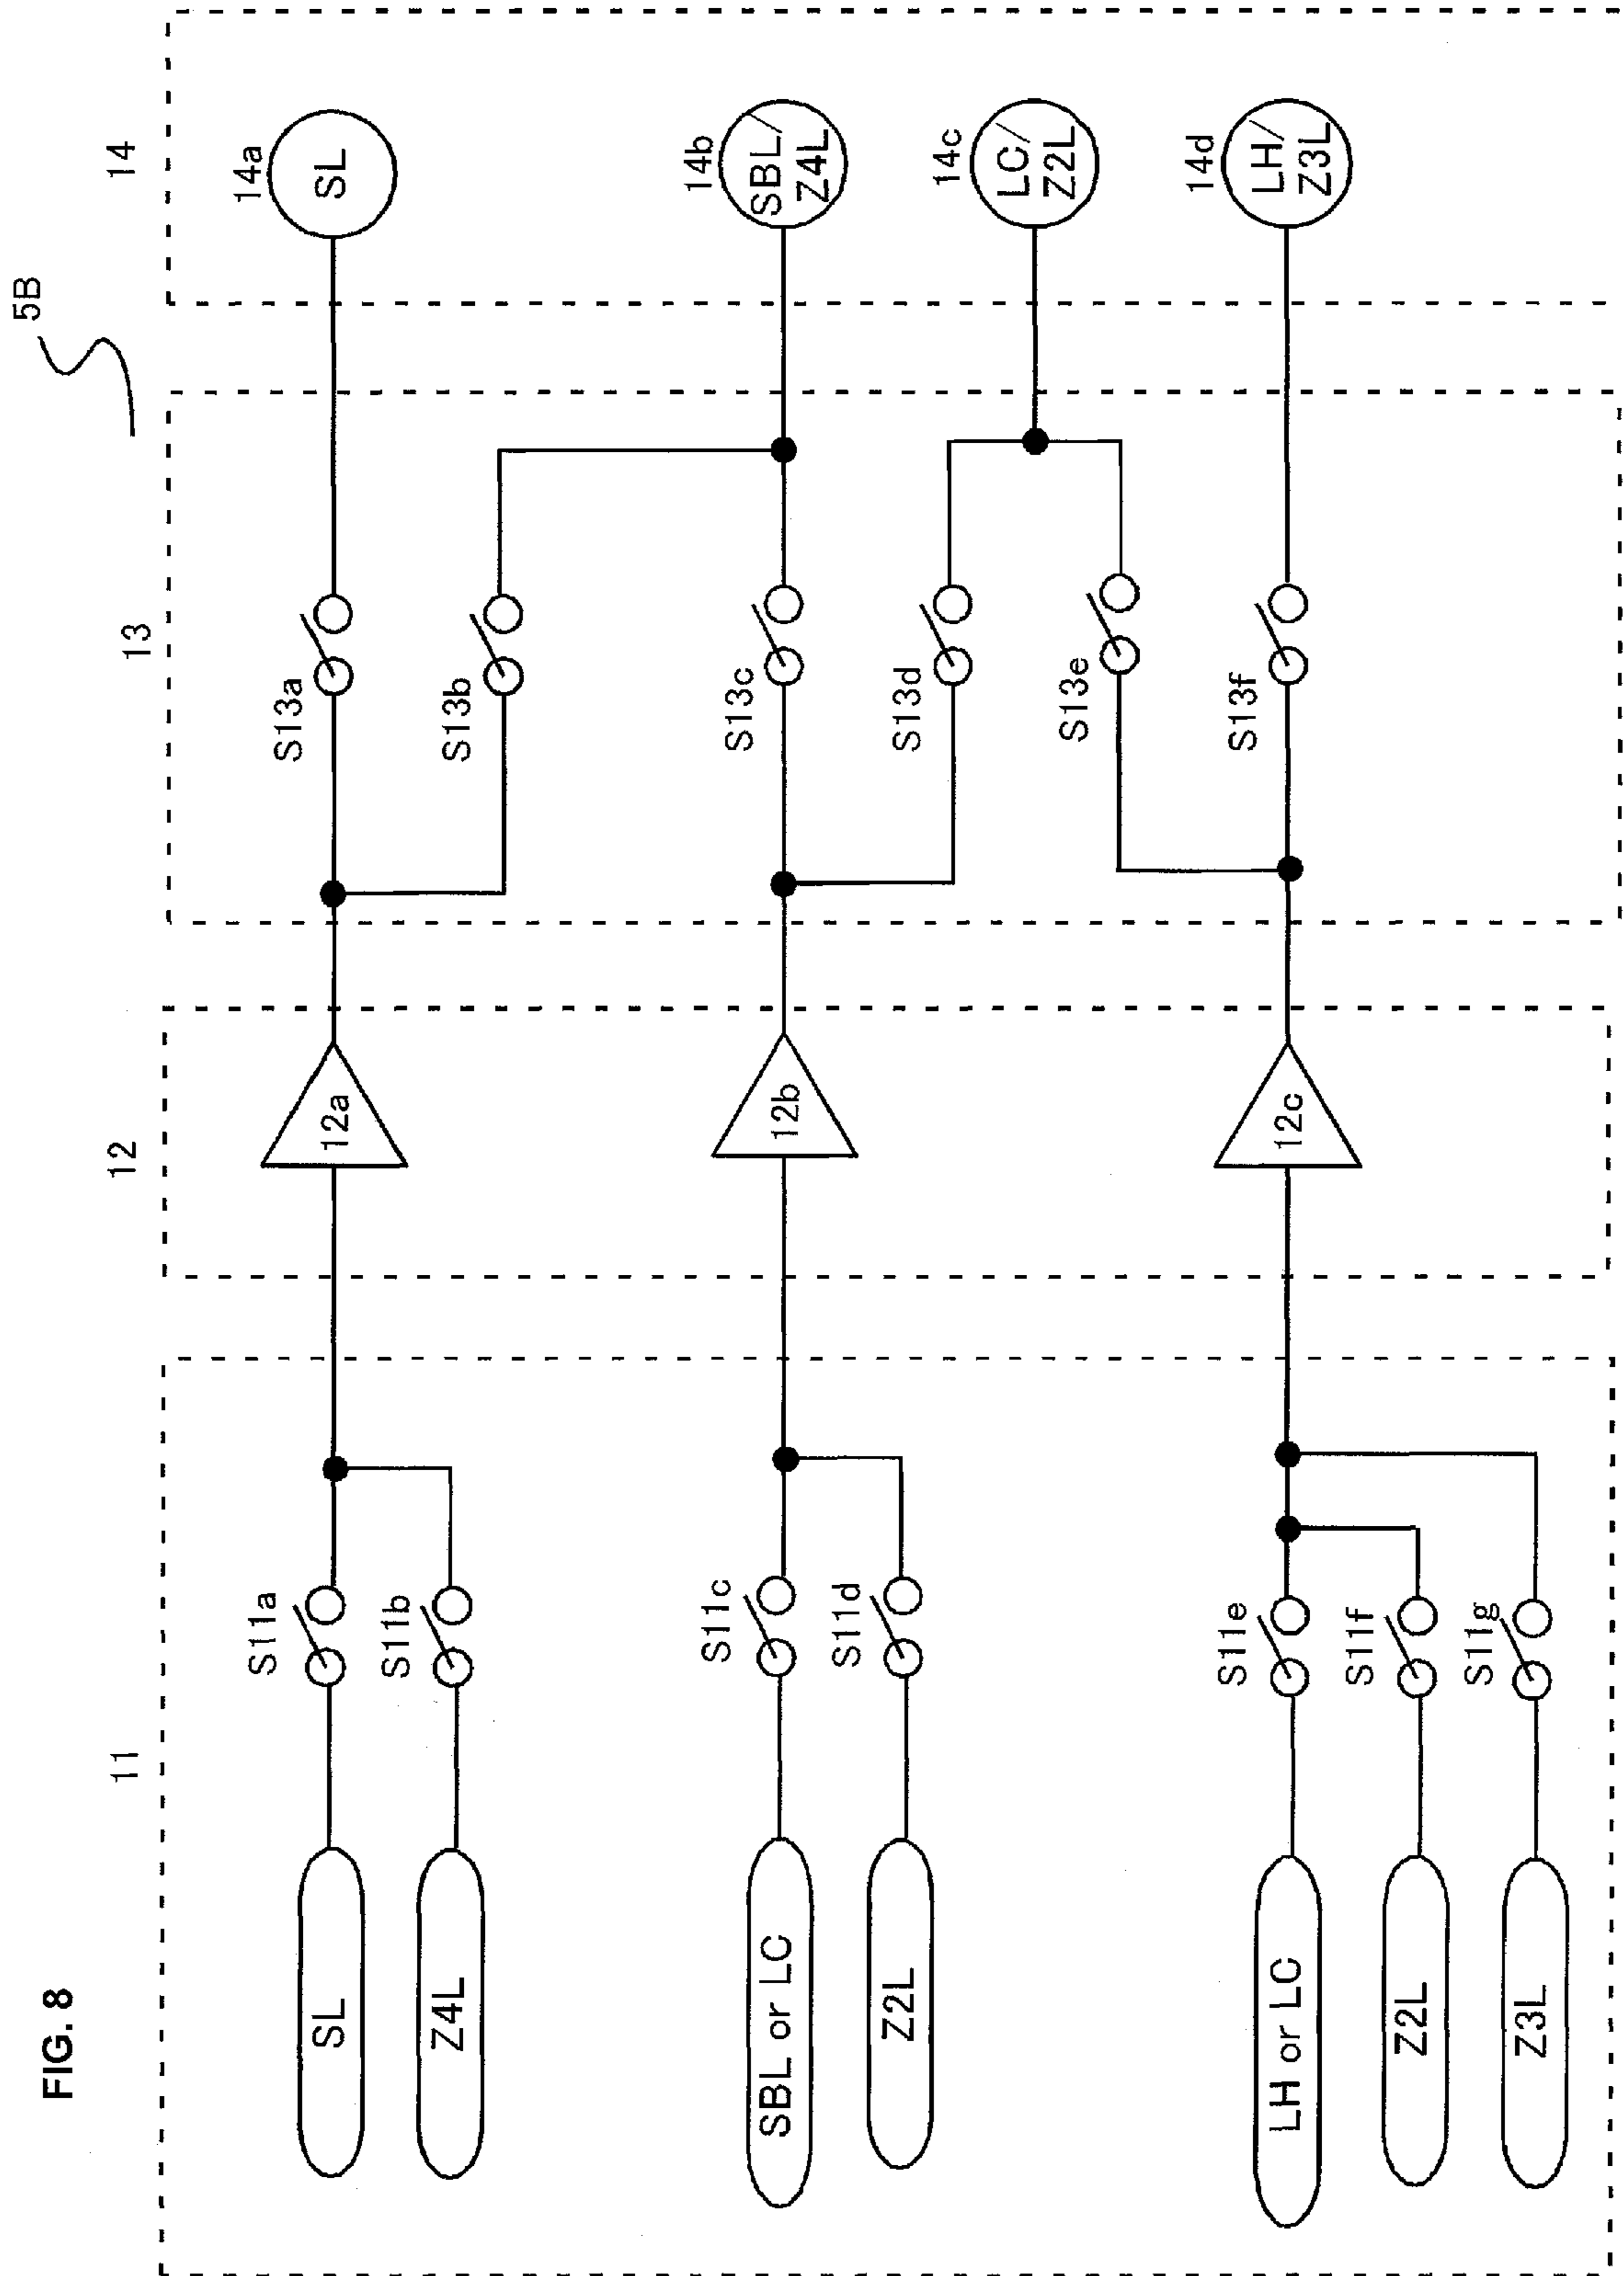 FIG. 8
5B
11
12
13
14
SL
S11a
12a
S13a
14a
SL
Z4L
S11b
S13b
SBL or LC
S11c
12b
S13c
14b
SBL/
Z4L
Z2L
S11d
S13d
14c
LC/
Z2L
S13e
LH or LC
S11e
12c
S13f
14d
LH/
Z3L
Z2L
S11f
Z3L
S11g